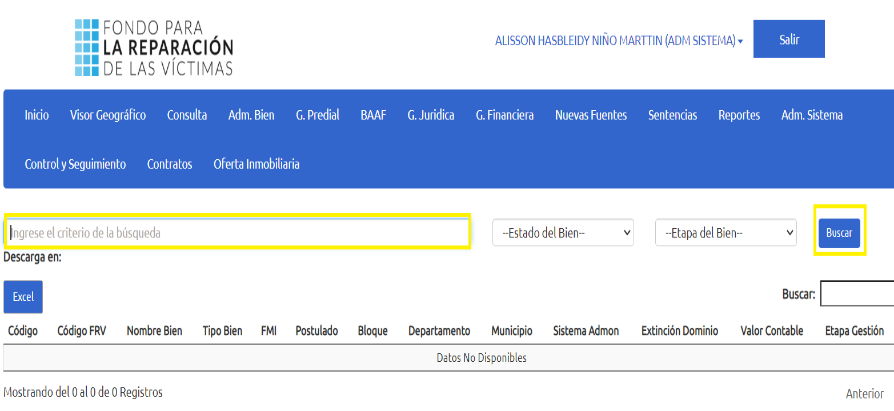 FONDO PARA
LA REPARACIÓN
DE LAS VÍCTIMAS
ALISSON HASBLEIDY NIÑO MARTTIN (ADM SISTEMA)
Salir
Inicio Visor Geográfico Consulta Adm. Bien G. Predial BAAF G. Juridica G. Financiera Nuevas Fuentes Sentencias Reportes Adm. Sistema
Control y Seguimiento Contratos Oferta Inmobiliaria
Ingrese el criterio de la búsqueda --Estado del Bien-- --Etapa del Bien-- Buscar
Descarga en:
Excel Buscar:
Código Código FRV Nombre Bien Tipo Bien FMI Postulado Bloque Departamento Municipio Sistema Admon Extinción Dominio Valor Contable Etapa Gestión
Datos No Disponibles
Mostrando del 0 al 0 de 0 Registros Anterior